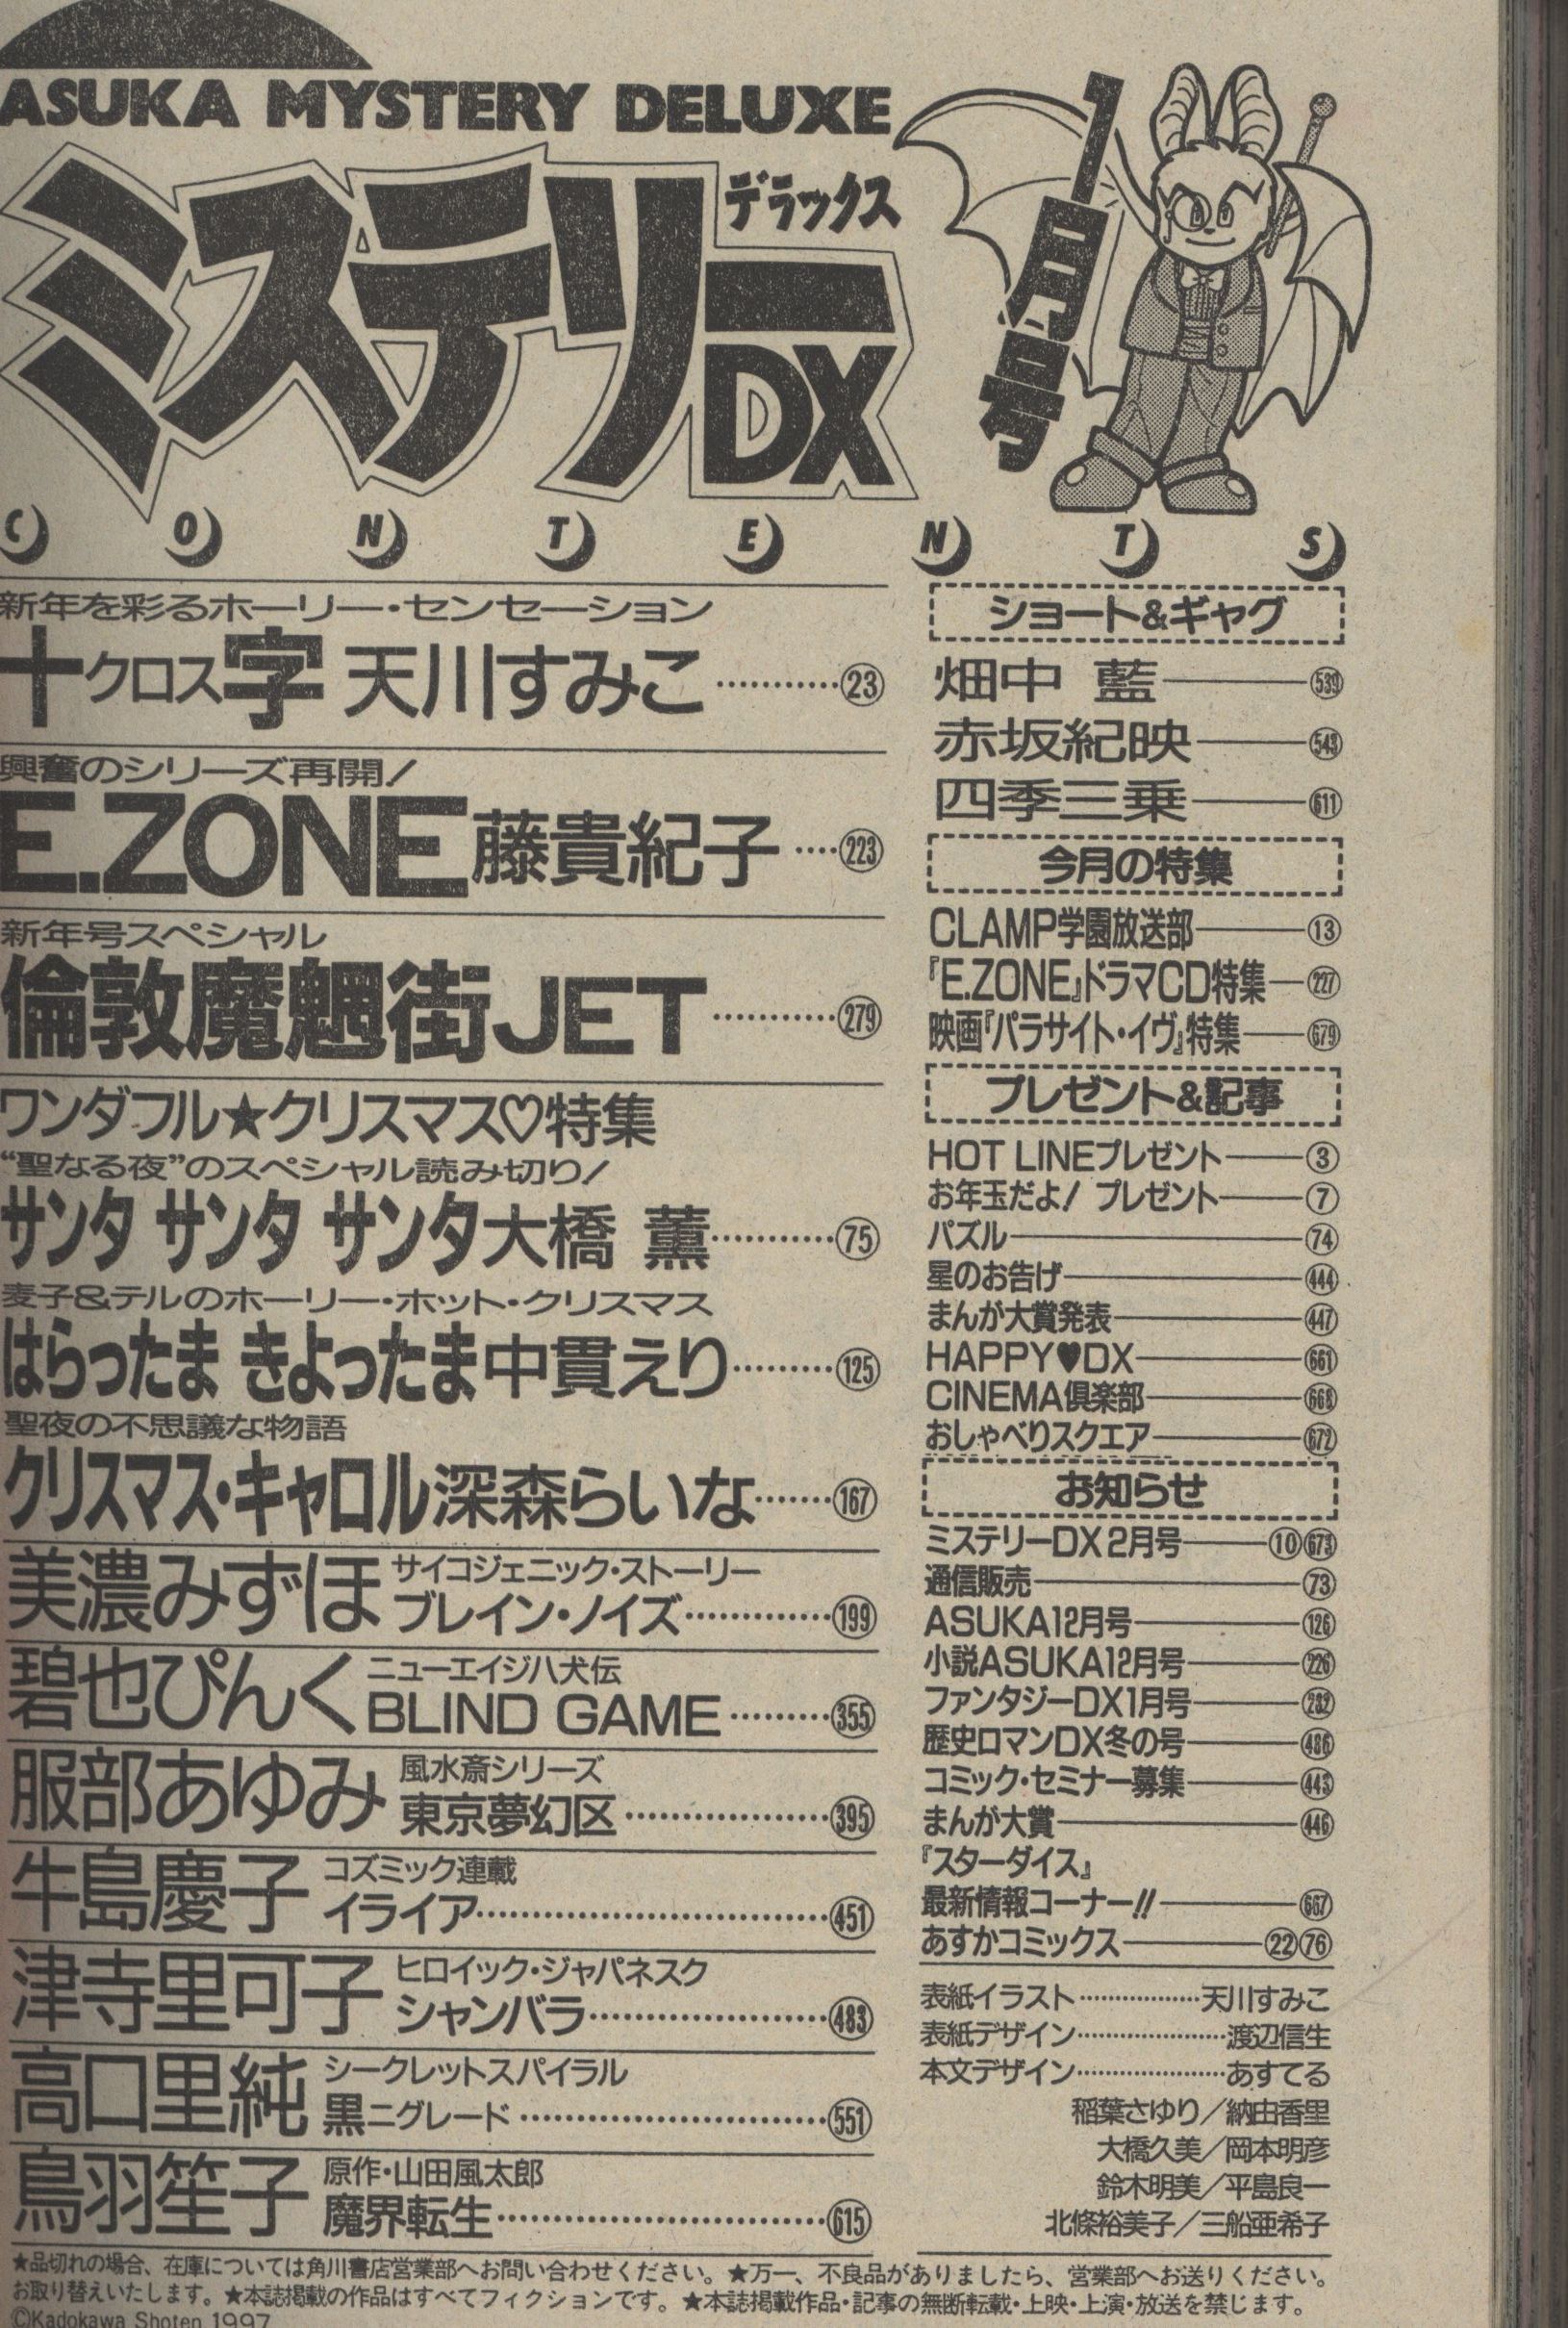 ASUKA MYSTERY DELUXE
ミステリーDX
デラックス
1月号
CONTENTS
新年を彩るホーリー・センセーション
十クロス字 天川すみこ…………23
興奮のシリーズ再開!
E.ZONE 藤貴紀子…223
新年号スペシャル
倫敦魔魍街 JET…………279
ワンダフル★クリスマス♡特集
“聖なる夜”のスペシャル読み切り!
サンタ サンタ サンタ 大橋 薫…………75
麦子&テルのホーリー・ホット・クリスマス
はらったま きよったま 中貫えり………125
聖夜の不思議な物語
クリスマス・キャロル 深森らいな……167
美濃みずほ サイコジェニック・ストーリー
ブレイン・ノイズ…………199
碧也ぴんく ニューエイジ八犬伝
BLIND GAME………355
服部あゆみ 風水斎シリーズ
東京夢幻区………………395
牛島慶子 コズミック連載
イライア……………………………451
津寺里可子 ヒロイック・ジャパネスク
シャンバラ……………………483
高口里純 シークレットスパイラル
黒ニグレード…………………………551
鳥羽笙子 原作・山田風太郎
魔界転生……………………………615
ショート&ギャグ
畑中 藍――539
赤坂紀映――543
四季三乗――611
今月の特集
CLAMP学園放送部――13
『E.ZONE』ドラマCD特集―227
映画『パラサイト・イヴ』特集――679
プレゼント&記事
HOT LINEプレゼント――3
お年玉だよ! プレゼント――7
パズル――74
星のお告げ――444
まんが大賞発表――447
HAPPY♥DX――661
CINEMA倶楽部――668
おしゃべりスクエア――672
お知らせ
ミステリーDX2月号――10 673
通信販売――73
ASUKA12月号――126
小説ASUKA12月号――226
ファンタジーDX1月号――282
歴史ロマンDX冬の号――486
コミック・セミナー募集――443
まんが大賞――446
『スターダイス』
最新情報コーナー!!――667
あすかコミックス――22 76
表紙イラスト………………天川すみこ
表紙デザイン…………………渡辺信生
本文デザイン…………………あすてる
稲葉さゆり/納由香里
大橋久美/岡本明彦
鈴木明美/平島良一
北條裕美子/三船亜希子
★品切れの場合、在庫については角川書店営業部へお問い合わせください。★万一、不良品がありましたら、営業部へお送りください。
お取り替えいたします。★本誌掲載の作品はすべてフィクションです。★本誌掲載作品・記事の無断転載・上映・上演・放送を禁じます。
©Kadokawa Shoten 1997